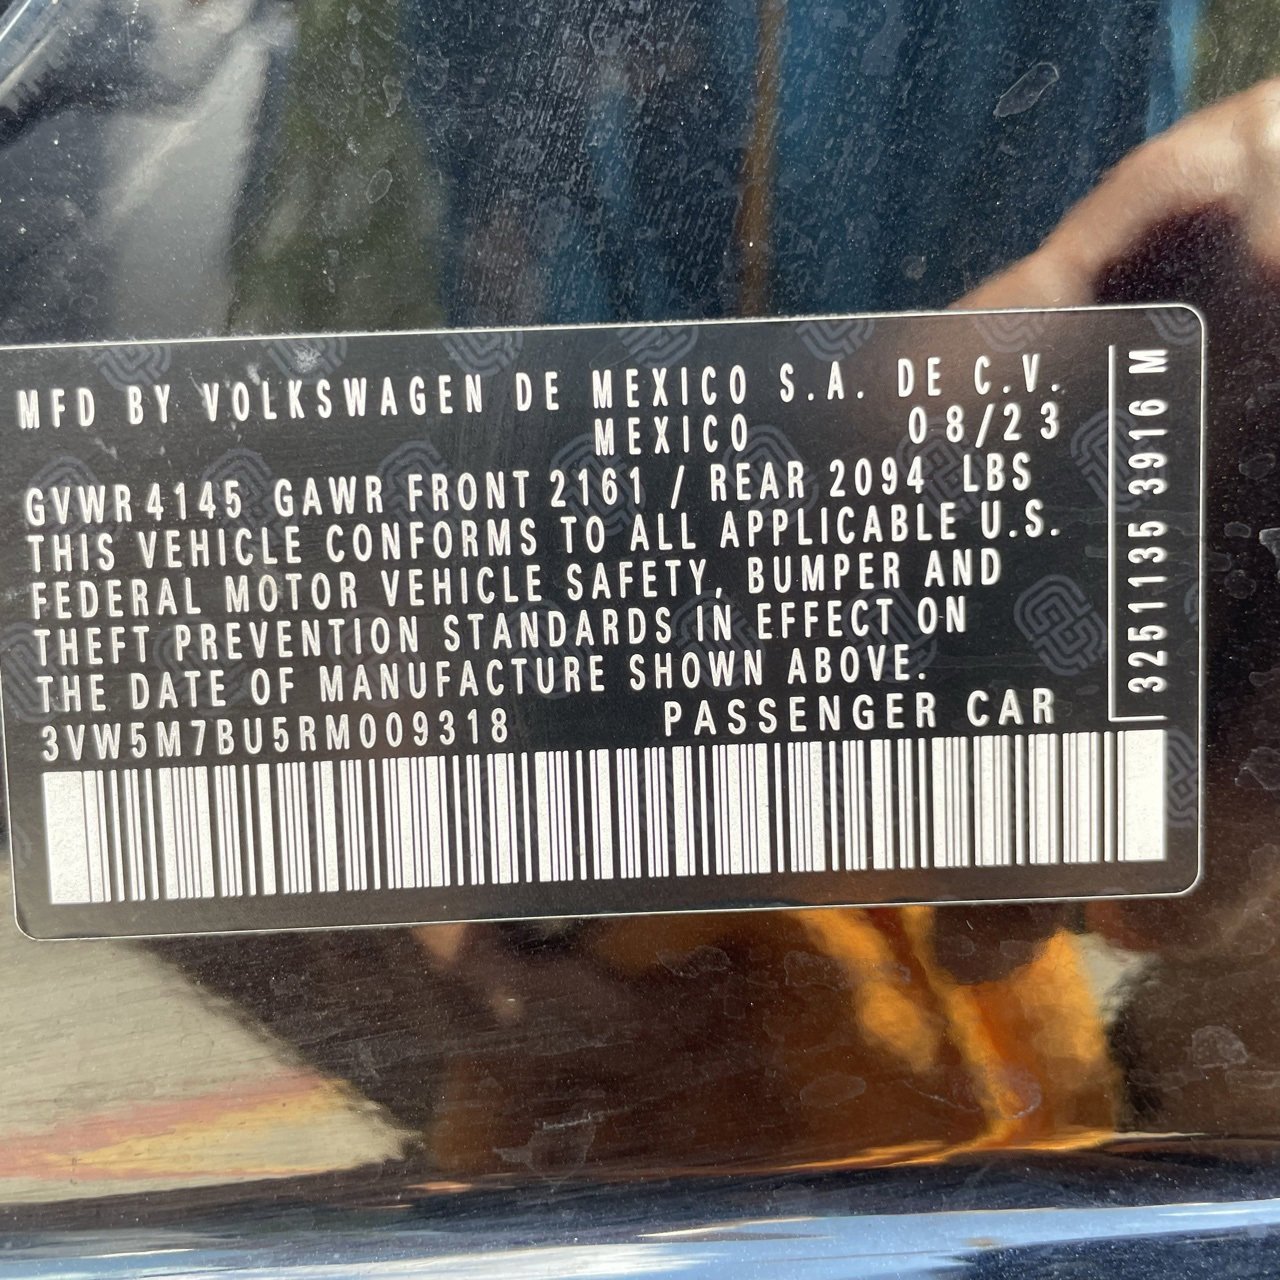 MFD BY VOLKSWAGEN DE MEXICO S.A. DE C.V.
MEXICO 08/23
GVWR 4145 GAWR FRONT 2161 / REAR 2094 LBS
THIS VEHICLE CONFORMS TO ALL APPLICABLE U.S.
FEDERAL MOTOR VEHICLE SAFETY, BUMPER AND
THEFT PREVENTION STANDARDS IN EFFECT ON
THE DATE OF MANUFACTURE SHOWN ABOVE.
3VW5M7BU5RM009318 PASSENGER CAR
3251135 3916 M